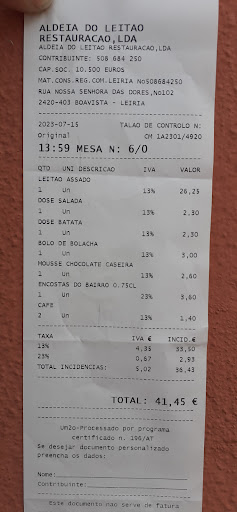 ALDEIA DO LEITAO
RESTAURACAO,LDA
ALDEIA DO LEITAO RESTAURACAO,LDA
CONTRIBUINTE: 508 684 250
CAP.SOC. 10.500 EUROS
MAT.CONS.REG.COM.LEIRIA No508684250
RUA NOSSA SENHORA DAS DORES,No102
2420-403 BOAVISTA - LEIRIA
2023-07-15 TALAO DE CONTROLO N:
Original CM 1A2301/4920
13:59 MESA N: 6/0
QTD UNI DESCRICAO IVA VALOR
LEITAO ASSADO
1 Un 13% 26,25
DOSE SALADA
1 Un 13% 2,30
DOSE BATATA
1 Un 13% 2,30
BOLO DE BOLACHA
1 Un 13% 3,00
MOUSSE CHOCOLATE CASEIRA
1 Un 13% 2,60
ENCOSTAS DO BAIRRO 0.75CL
1 Un 23% 3,60
CAFE
2 Un 13% 1,40
TAXA IVA € INCID.€
13% 4,35 33,50
23% 0,67 2,93
TOTAL INCIDENCIAS: 5,02 36,43
TOTAL: 41,45 €
Um2o-Processado por programa
certificado n. 196/AT
Se desejar documento personalizado
preencha os dados:
Nome:
Contribuinte:
Este documento nao serve de fatura